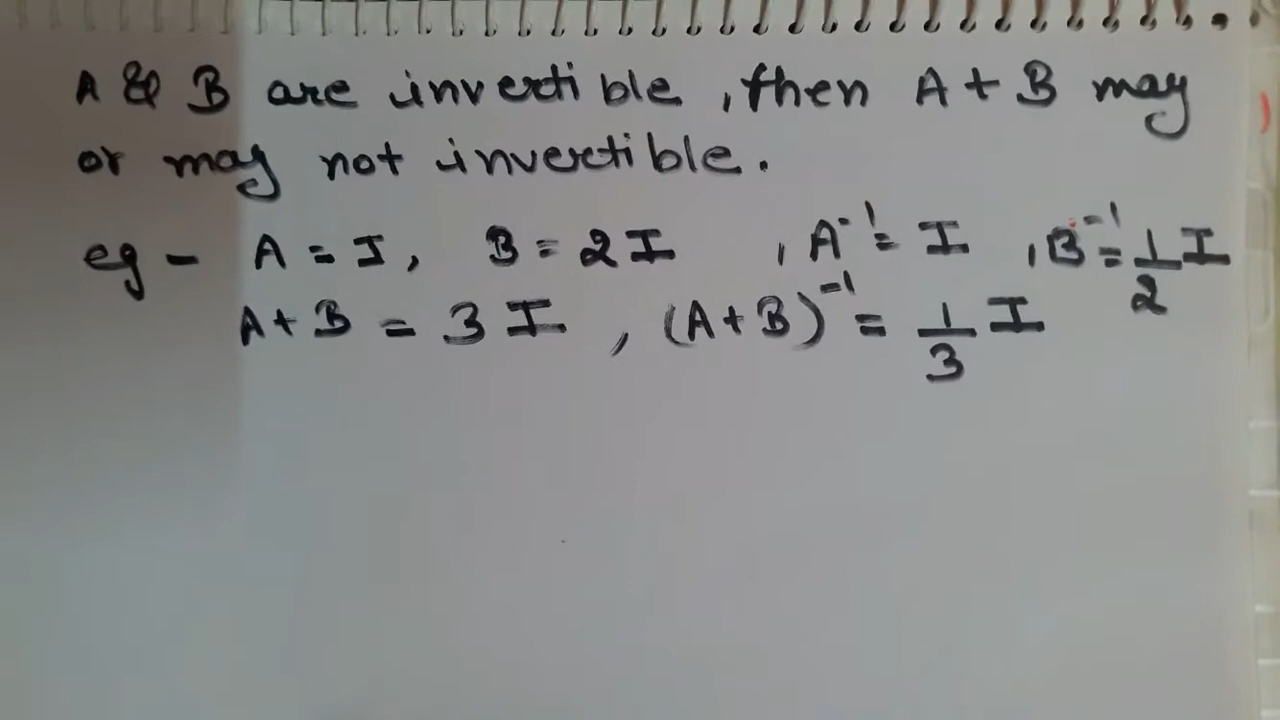 A & B are invertible, then A + B may
or may not invertible.
eg - A = I, B = 2I , A⁻¹ = I , B⁻¹ = 1/2 I
A + B = 3I , (A+B)⁻¹ = 1/3 I